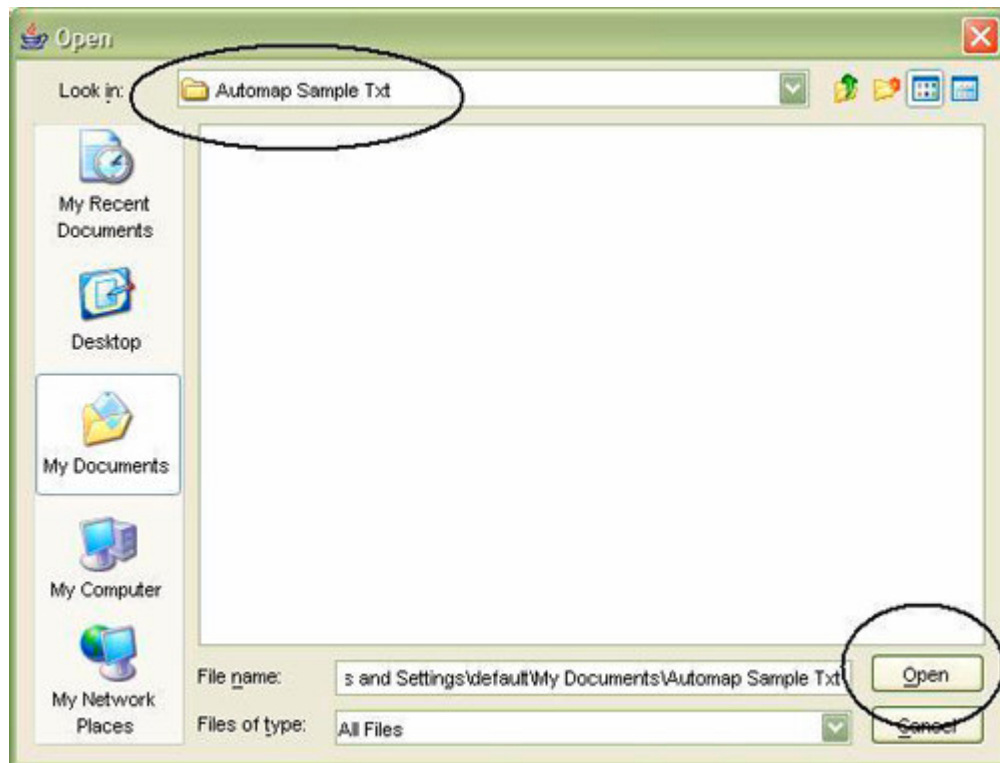 Open
Look in:
Automap Sample Txt
My Recent
Documents
Desktop
My Documents
My Computer
My Network
Places
File name:
s and Settings\default\My Documents\Automap Sample Txt
Open
Files of type:
All Files
Cancel